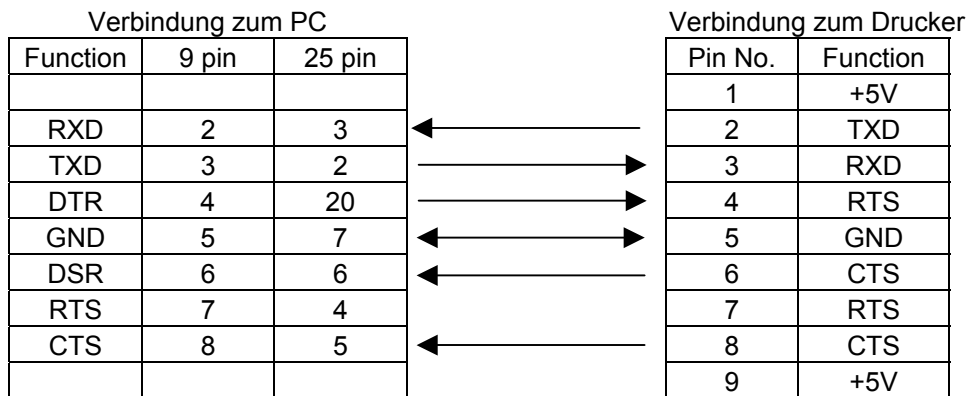 Verbindung zum PC Verbindung zum Drucker
Function 9 pin 25 pin Pin No. Function
1 +5V
RXD 2 3 2 TXD
TXD 3 2 3 RXD
DTR 4 20 4 RTS
GND 5 7 5 GND
DSR 6 6 6 CTS
RTS 7 4 7 RTS
CTS 8 5 8 CTS
9 +5V